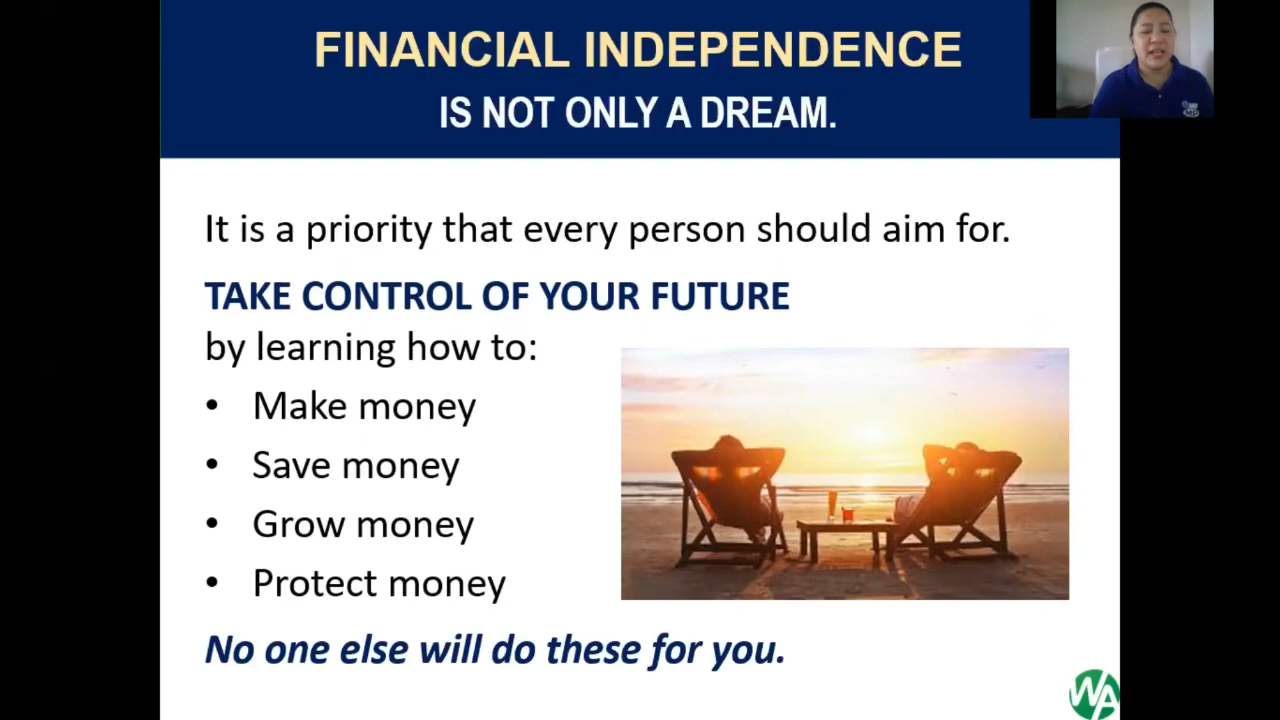 FINANCIAL INDEPENDENCE
IS NOT ONLY A DREAM.
It is a priority that every person should aim for.
TAKE CONTROL OF YOUR FUTURE
by learning how to:
• Make money
• Save money
• Grow money
• Protect money
No one else will do these for you.
WA